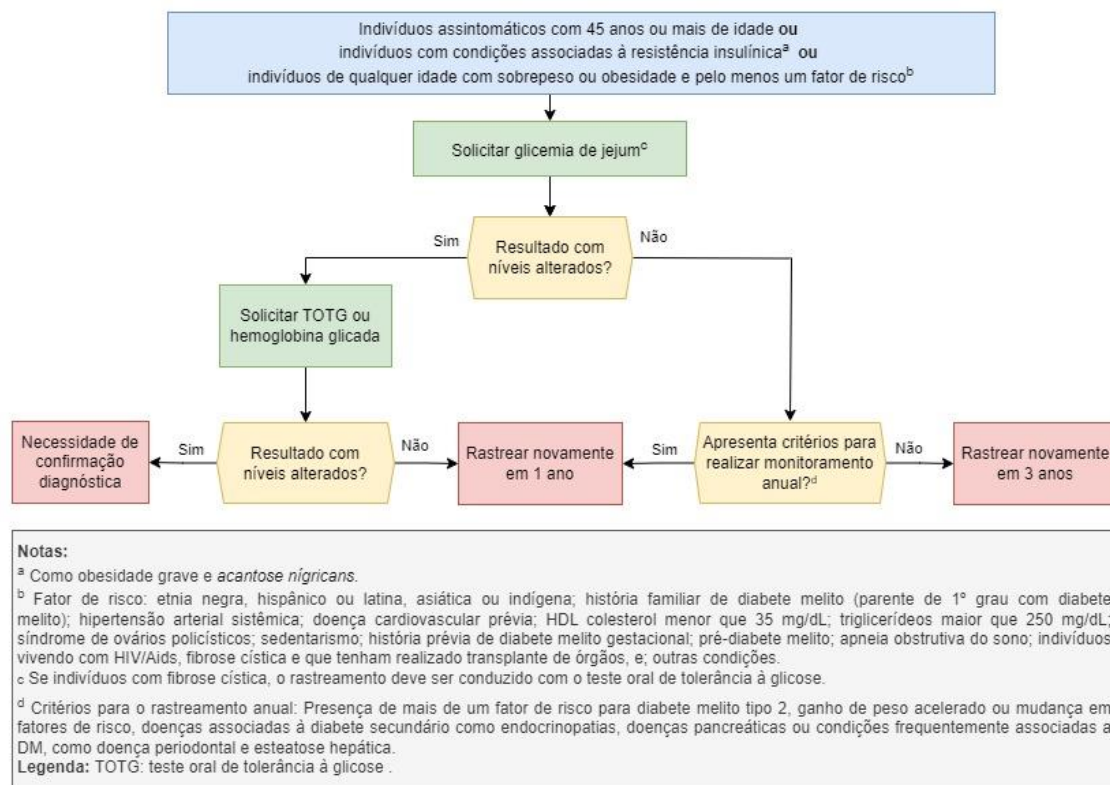 Indivíduos assintomáticos com 45 anos ou mais de idade ou
indivíduos com condições associadas à resistência insulínicaᵃ ou
indivíduos de qualquer idade com sobrepeso ou obesidade e pelo menos um fator de riscoᵇ
Solicitar glicemia de jejumᶜ
Sim
Resultado com
níveis alterados?
Não
Solicitar TOTG ou
hemoglobina glicada
Necessidade de
confirmação
diagnóstica
Sim
Resultado com
níveis alterados?
Não
Rastrear novamente
em 1 ano
Sim
Apresenta critérios para
realizar monitoramento
anual?ᵈ
Não
Rastrear novamente
em 3 anos
Notas:
ᵃ Como obesidade grave e acantose nígricans.
ᵇ Fator de risco: etnia negra, hispânico ou latina, asiática ou indígena; história familiar de diabete melito (parente de 1º grau com diabete
melito); hipertensão arterial sistêmica; doença cardiovascular prévia; HDL colesterol menor que 35 mg/dL; triglicerídeos maior que 250 mg/dL;
síndrome de ovários policísticos; sedentarismo; história prévia de diabete melito gestacional; pré-diabete melito; apneia obstrutiva do sono; indivíduos
vivendo com HIV/Aids, fibrose cística e que tenham realizado transplante de órgãos, e; outras condições.
c Se indivíduos com fibrose cística, o rastreamento deve ser conduzido com o teste oral de tolerância à glicose.
ᵈ Critérios para o rastreamento anual: Presença de mais de um fator de risco para diabete melito tipo 2, ganho de peso acelerado ou mudança em
fatores de risco, doenças associadas à diabete secundário como endocrinopatias, doenças pancreáticas ou condições frequentemente associadas a
DM, como doença periodontal e esteatose hepática.
Legenda: TOTG: teste oral de tolerância à glicose .